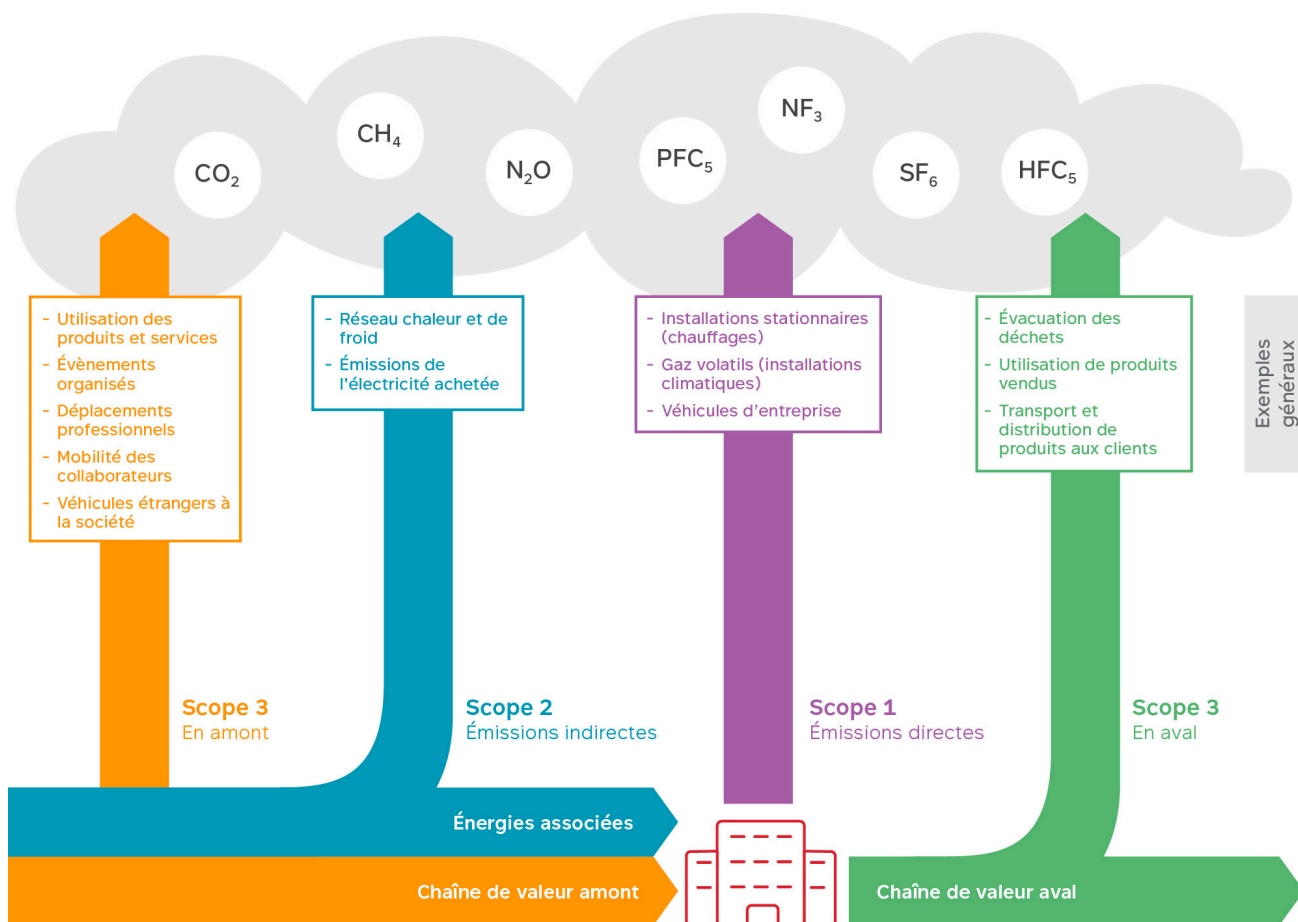 CO₂
CH₄
N₂O
PFC₅
NF₃
SF₆
HFC₅
- Utilisation des
produits et services
- Évènements
organisés
- Déplacements
professionnels
- Mobilité des
collaborateurs
- Véhicules étrangers à
la société
- Réseau chaleur et de
froid
- Émissions de
l'électricité achetée
- Installations stationnaires
(chauffages)
- Gaz volatils (installations
climatiques)
- Véhicules d'entreprise
- Évacuation des
déchets
- Utilisation de produits
vendus
- Transport et
distribution de
produits aux clients
Exemples
généraux
Scope 3
En amont
Scope 2
Émissions indirectes
Scope 1
Émissions directes
Scope 3
En aval
Énergies associées
Chaîne de valeur amont
Chaîne de valeur aval